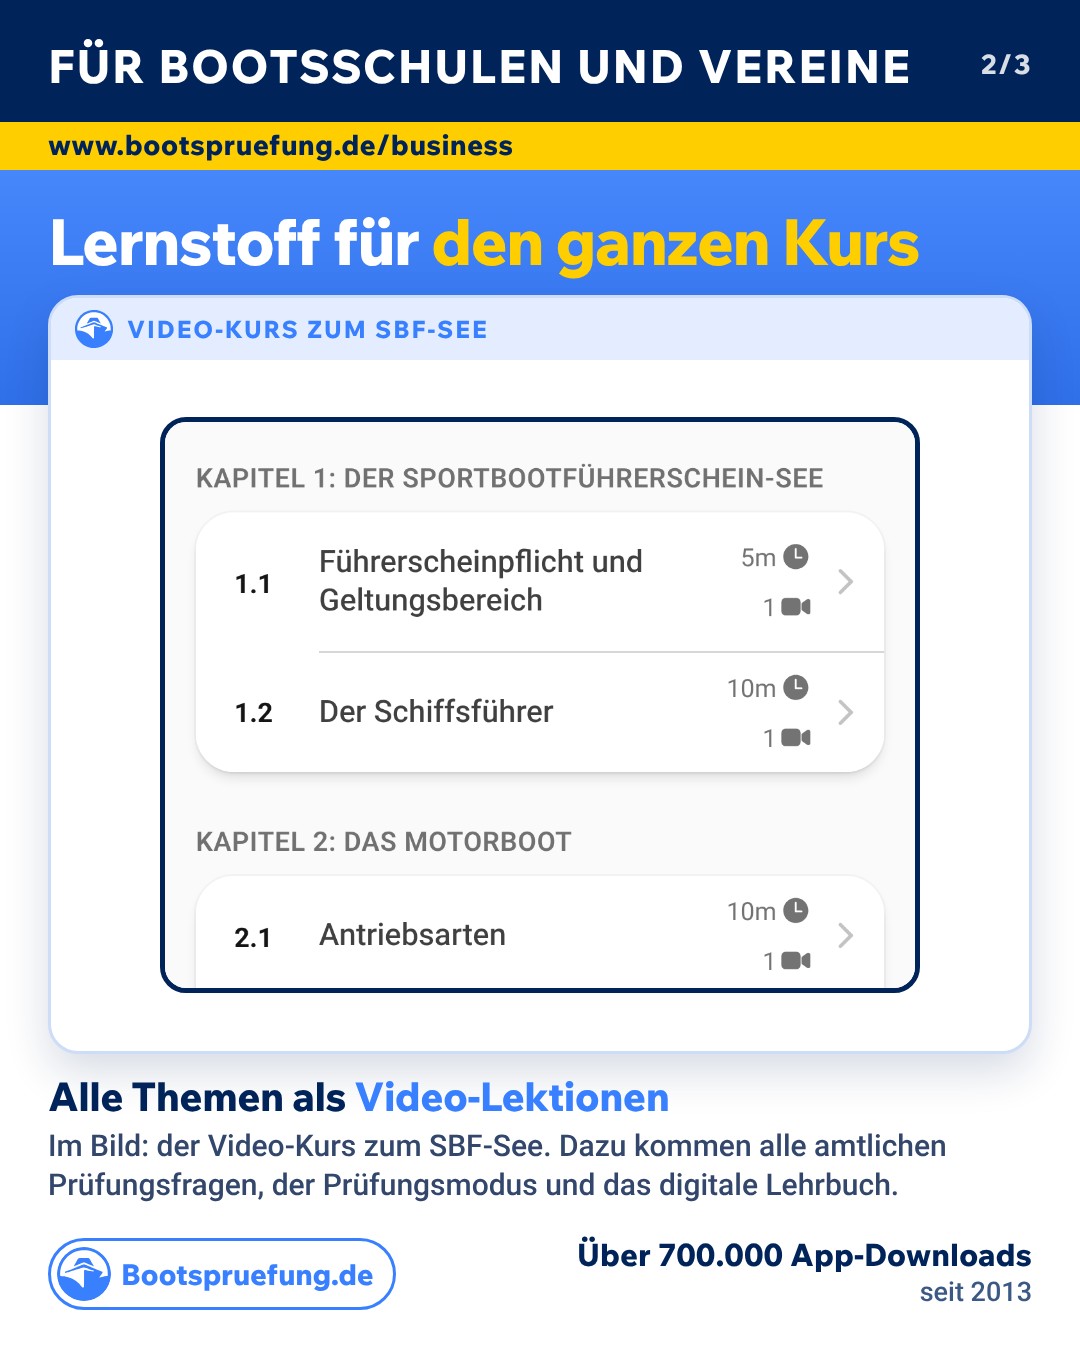 FÜR BOOTSSCHULEN UND VEREINE 2/3
www.bootspruefung.de/business
Lernstoff für den ganzen Kurs
VIDEO-KURS ZUM SBF-SEE
KAPITEL 1: DER SPORTBOOTFÜHRERSCHEIN-SEE
1.1
Führerscheinpflicht und
Geltungsbereich
5m
1
1.2
Der Schiffsführer
10m
1
KAPITEL 2: DAS MOTORBOOT
2.1
Antriebsarten
10m
1
Alle Themen als Video-Lektionen
Im Bild: der Video-Kurs zum SBF-See. Dazu kommen alle amtlichen
Prüfungsfragen, der Prüfungsmodus und das digitale Lehrbuch.
Bootspruefung.de
Über 700.000 App-Downloads
seit 2013